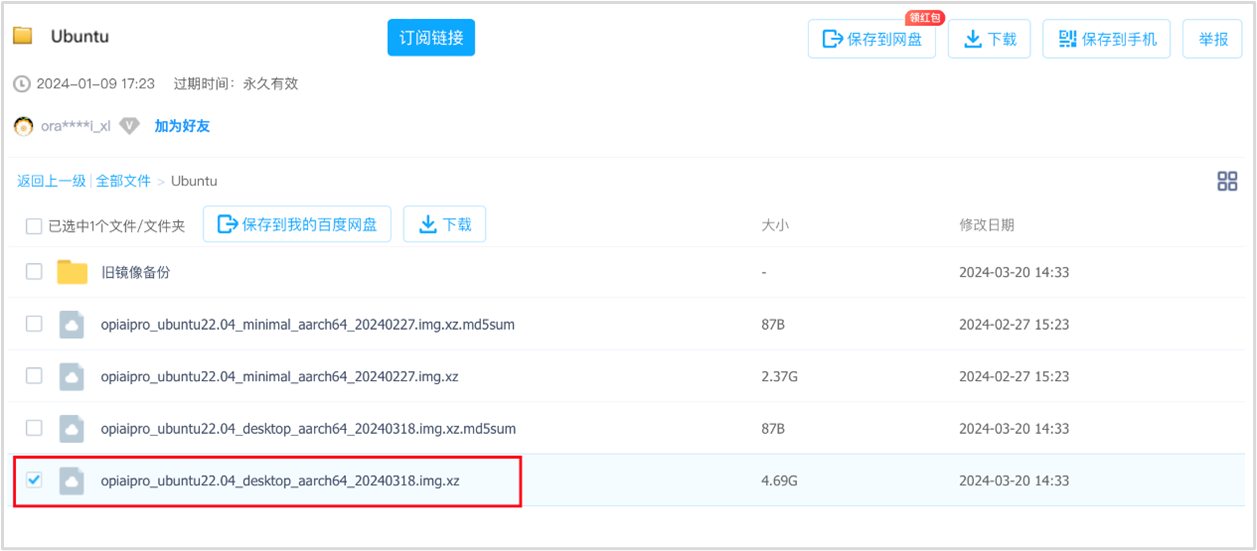 Ubuntu 订阅链接 领红包 保存到网盘 下载 保存到手机 举报
2024-01-09 17:23 过期时间：永久有效
ora****i_xl V 加为好友
返回上一级 | 全部文件 > Ubuntu
已选中1个文件/文件夹 保存到我的百度网盘 下载 大小 修改日期
旧镜像备份 - 2024-03-20 14:33
opiaipro_ubuntu22.04_minimal_aarch64_20240227.img.xz.md5sum 87B 2024-02-27 15:23
opiaipro_ubuntu22.04_minimal_aarch64_20240227.img.xz 2.37G 2024-02-27 15:23
opiaipro_ubuntu22.04_desktop_aarch64_20240318.img.xz.md5sum 87B 2024-03-20 14:33
opiaipro_ubuntu22.04_desktop_aarch64_20240318.img.xz 4.69G 2024-03-20 14:33